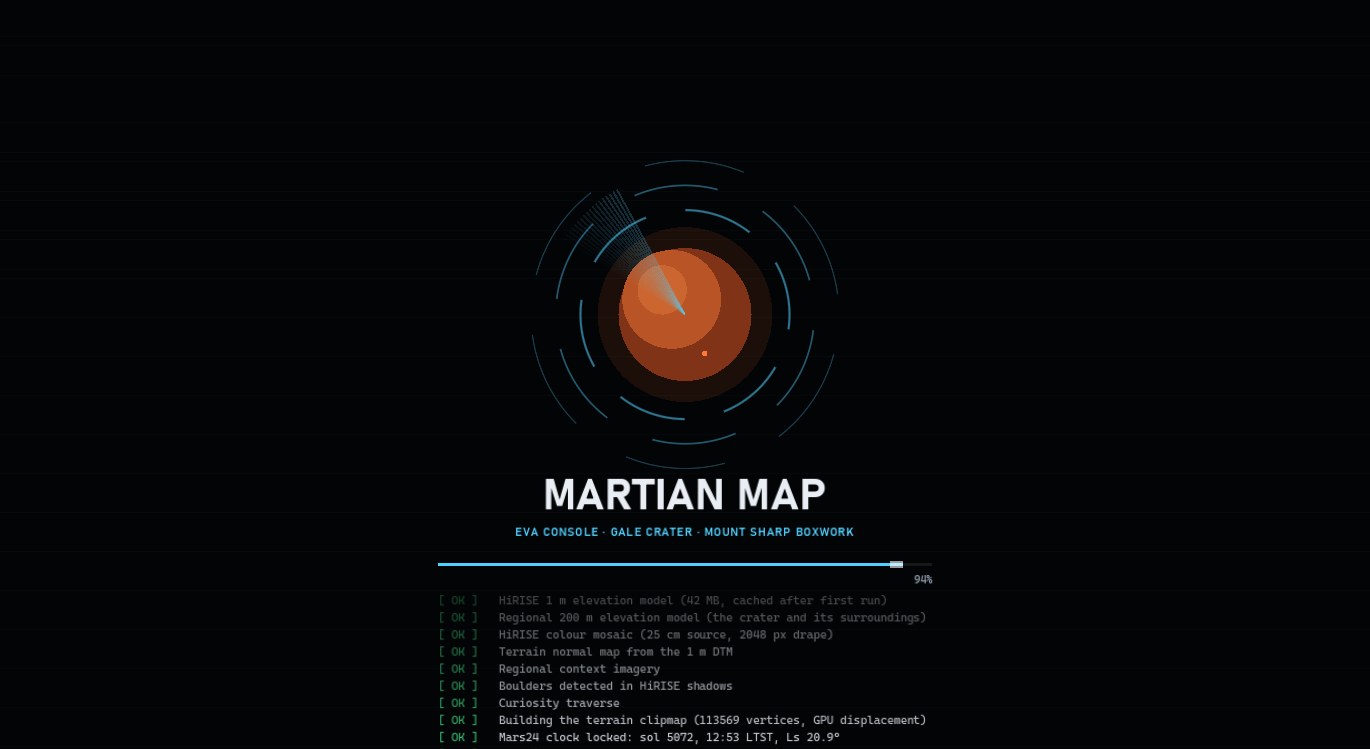 MARTIAN MAP
EVA CONSOLE · GALE CRATER · MOUNT SHARP BOXWORK
94%
[ OK ] HiRISE 1 m elevation model (42 MB, cached after first run)
[ OK ] Regional 200 m elevation model (the crater and its surroundings)
[ OK ] HiRISE colour mosaic (25 cm source, 2048 px drape)
[ OK ] Terrain normal map from the 1 m DTM
[ OK ] Regional context imagery
[ OK ] Boulders detected in HiRISE shadows
[ OK ] Curiosity traverse
[ OK ] Building the terrain clipmap (113569 vertices, GPU displacement)
[ OK ] Mars24 clock locked: sol 5072, 12:53 LTST, Ls 20.9°